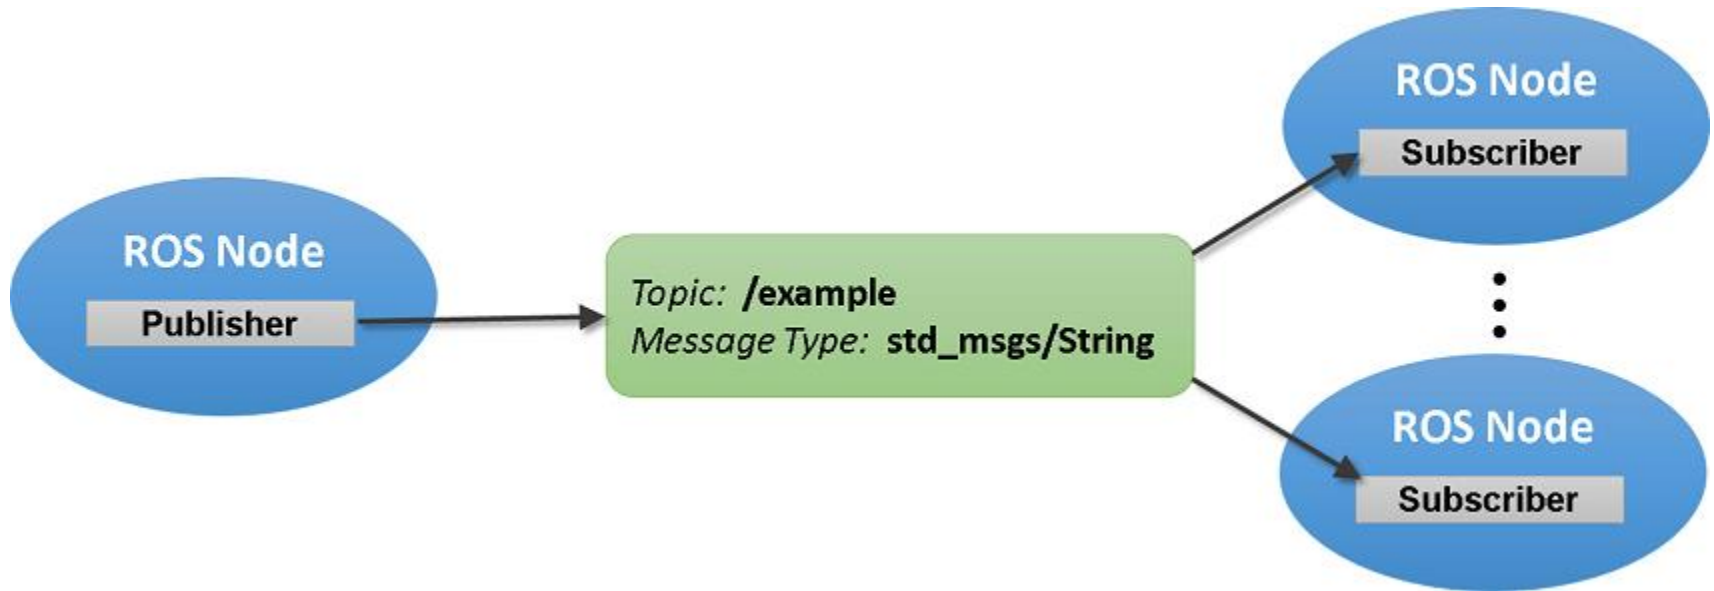 ROS Node
Publisher
Topic: /example
Message Type: std_msgs/String
ROS Node
Subscriber
ROS Node
Subscriber